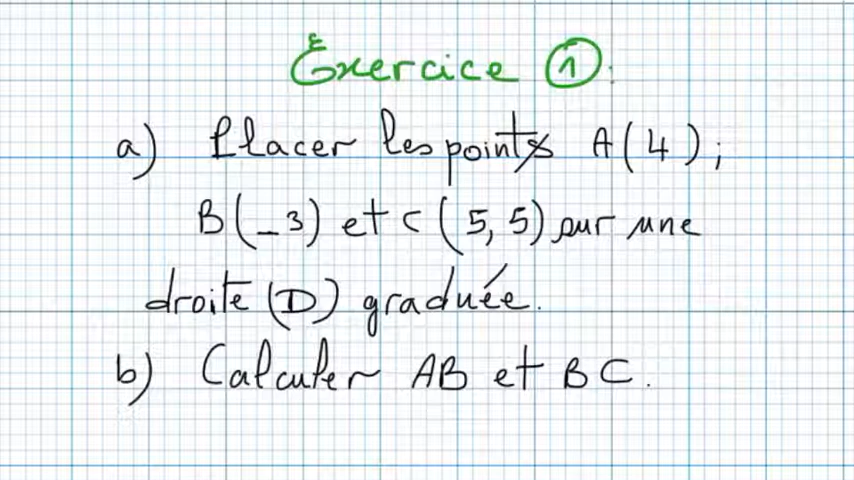 Exercice ①:
a) Placer les points A(4);
B(-3) et C(5,5) sur une
droite (D) graduée.
b) Calculer AB et BC.